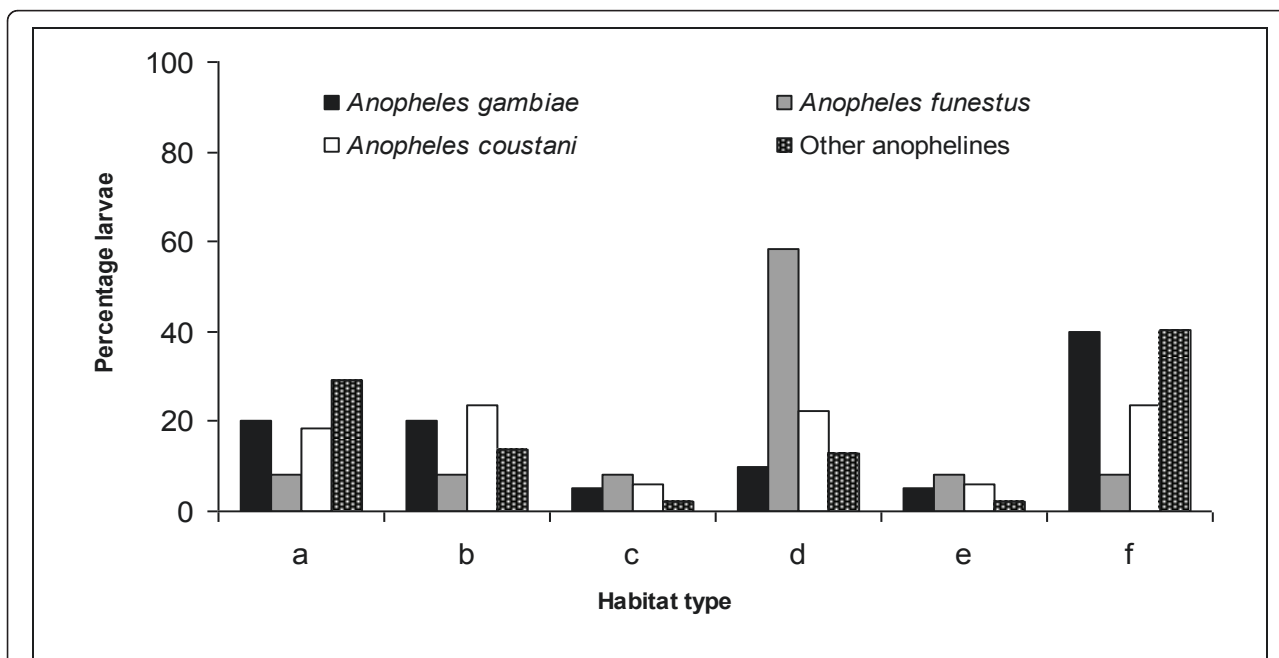 100
80
60
40
20
0
Percentage larvae
Anopheles gambiae
Anopheles funestus
Anopheles coustani
Other anophelines
a b c d e f
Habitat type